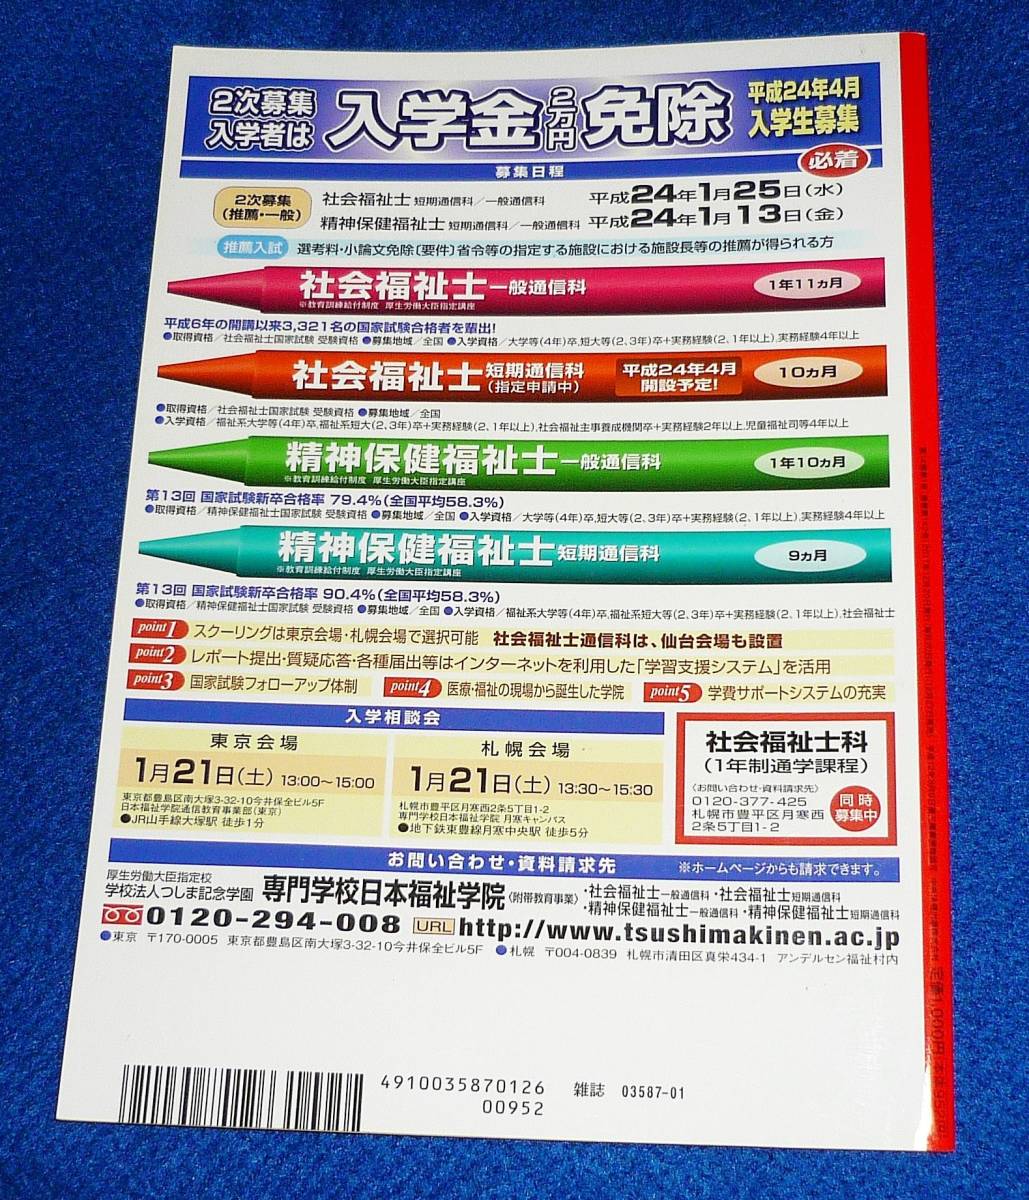 2次募集
入学者は
入学金2万円免除
平成24年4月
入学生募集
募集日程
必着
2次募集
(推薦・一般)
社会福祉士 短期通信科/一般通信科 平成24年1月25日(水)
精神保健福祉士 短期通信科/一般通信科 平成24年1月13日(金)
推薦入試 選考料・小論文免除〔要件〕省令等の指定する施設における施設長等の推薦が得られる方
社会福祉士 一般通信科 1年11ヵ月
※教育訓練給付制度 厚生労働大臣指定講座
平成6年の開講以来3,321名の国家試験合格者を輩出!
●取得資格/社会福祉士国家試験 受験資格 ●募集地域/全国 ●入学資格/大学等(4年)卒,短大等(2、3年)卒+実務経験(2、1年以上),実務経験4年以上
社会福祉士 短期通信科 (指定申請中) 平成24年4月 開設予定! 10ヵ月
●取得資格/社会福祉士国家試験 受験資格 ●募集地域/全国
●入学資格/福祉系大学等(4年)卒,福祉系短大(2、3年)卒+実務経験(2、1年以上),社会福祉主事養成機関卒+実務経験2年以上,児童福祉司等4年以上
精神保健福祉士 一般通信科 1年10ヵ月
※教育訓練給付制度 厚生労働大臣指定講座
第13回 国家試験新卒合格率 79.4%(全国平均58.3%)
●取得資格/精神保健福祉士国家試験 受験資格 ●募集地域/全国 ●入学資格/大学等(4年)卒,短大等(2、3年)卒+実務経験(2、1年以上),実務経験4年以上
精神保健福祉士 短期通信科 9ヵ月
※教育訓練給付制度 厚生労働大臣指定講座
第13回 国家試験新卒合格率 90.4%(全国平均58.3%)
●取得資格/精神保健福祉士国家試験 受験資格 ●募集地域/全国 ●入学資格/福祉系大学等(4年)卒,福祉系短大等(2、3年)卒+実務経験(2、1年以上),社会福祉士
point1 スクーリングは東京会場・札幌会場で選択可能 社会福祉士通信科は、仙台会場も設置
point2 レポート提出・質疑応答・各種届出等はインターネットを利用した「学習支援システム」を活用
point3 国家試験フォローアップ体制 point4 医療・福祉の現場から誕生した学院 point5 学費サポートシステムの充実
入学相談会
東京会場
1月21日(土) 13:00〜15:00
東京都豊島区南大塚3-32-10今井保全ビル5F
日本福祉学院通信教育事業部(東京)
●JR山手線大塚駅 徒歩1分
札幌会場
1月21日(土) 13:30〜15:30
札幌市豊平区月寒西2条5丁目1-2
専門学校日本福祉学院 月寒キャンパス
●地下鉄東豊線月寒中央駅 徒歩5分
社会福祉士科
(1年制通学課程)
〈お問い合わせ・資料請求先〉
0120-377-425
札幌市豊平区月寒西
2条5丁目1-2
同時
募集中
お問い合わせ・資料請求先 ※ホームページからも請求できます。
厚生労働大臣指定校
学校法人つしま記念学園 専門学校日本福祉学院 〈附帯教育事業〉
・社会福祉士一般通信科・社会福祉士短期通信科
・精神保健福祉士一般通信科・精神保健福祉士短期通信科
0120-294-008 URL http://www.tsushimakinen.ac.jp
●東京 〒170-0005 東京都豊島区南大塚3-32-10今井保全ビル5F ●札幌 〒004-0839 札幌市清田区真栄434-1 アンデルセン福祉村内
4910035870126
00952
雑誌 03587-01